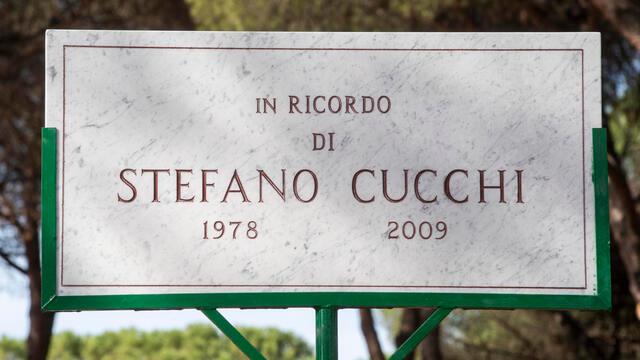 IN RICORDO
DI
STEFANO CUCCHI
1978 2009